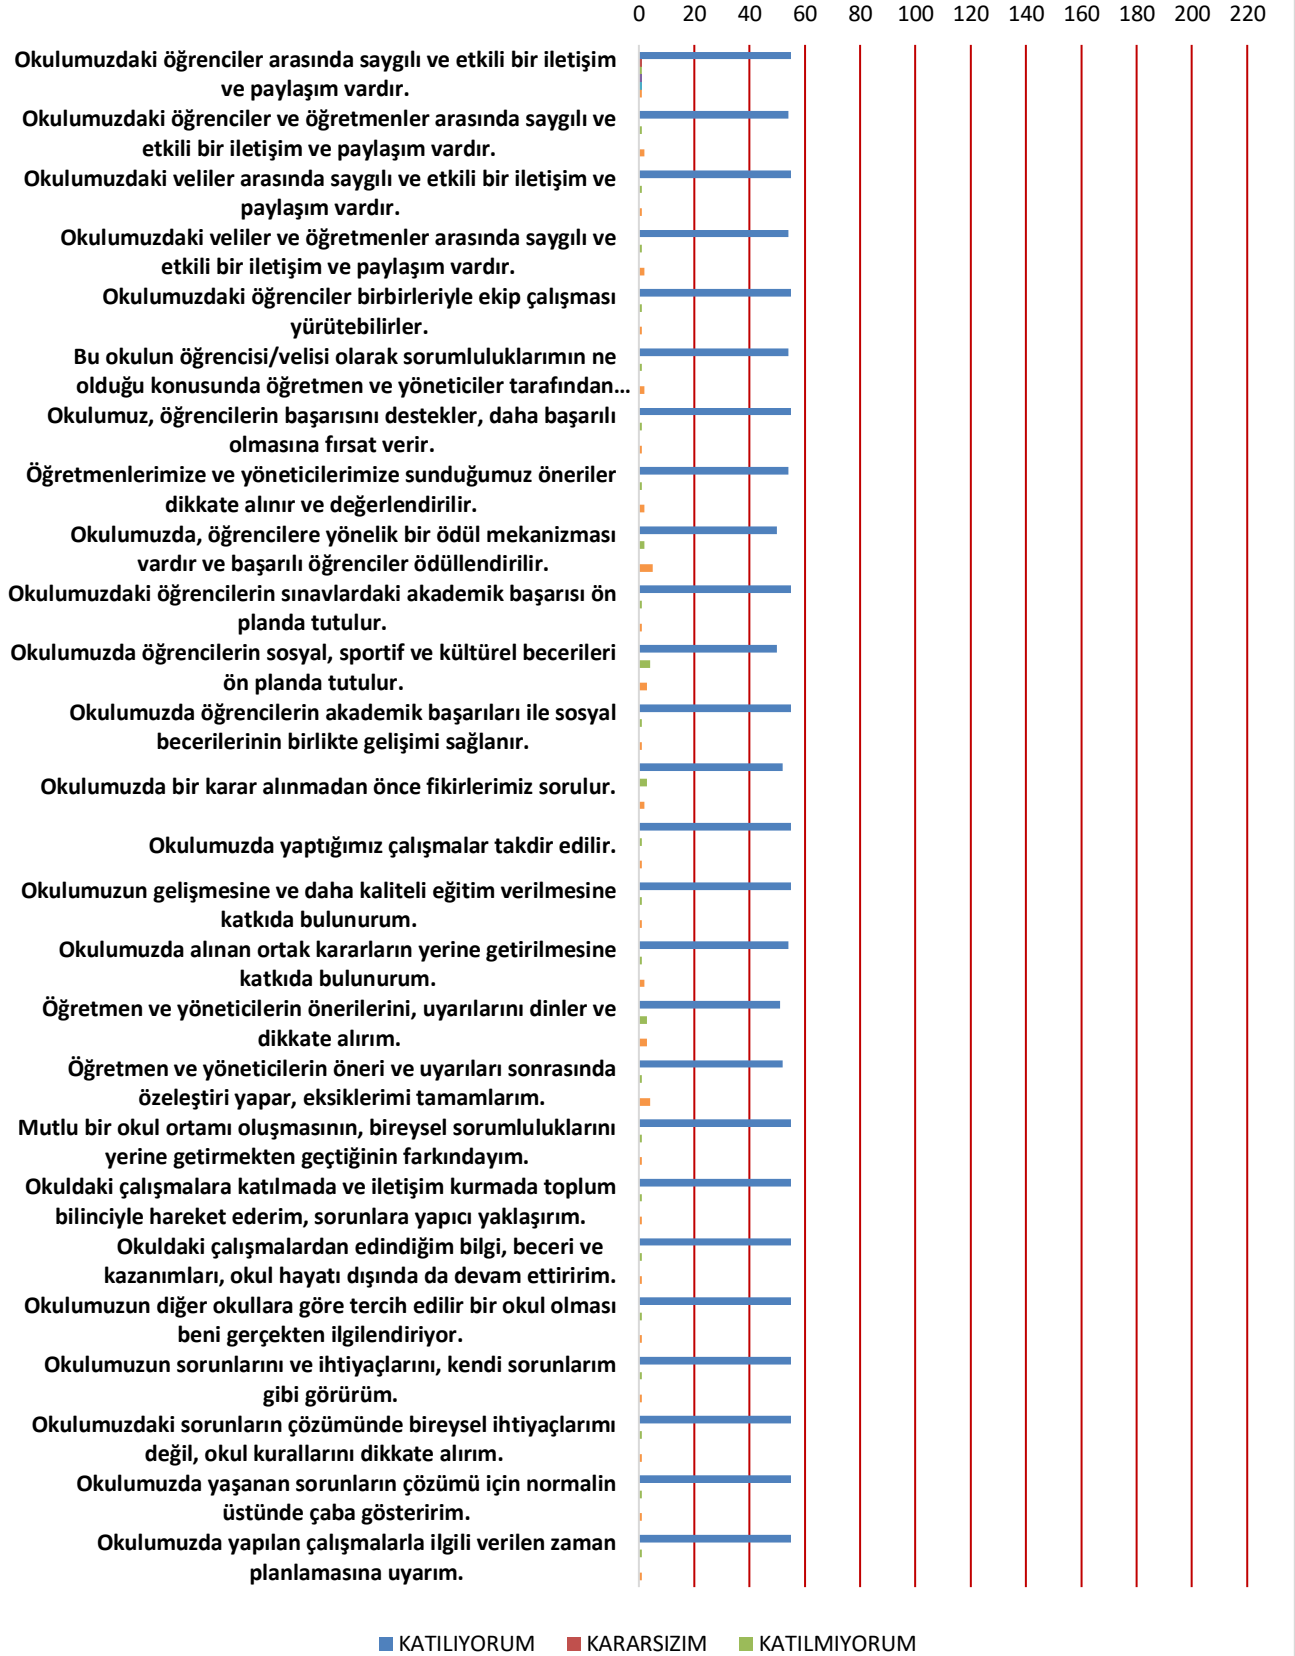 0 20 40 60 80 100 120 140 160 180 200 220
Okulumuzdaki öğrenciler arasında saygılı ve etkili bir iletişim
ve paylaşım vardır.
Okulumuzdaki öğrenciler ve öğretmenler arasında saygılı ve
etkili bir iletişim ve paylaşım vardır.
Okulumuzdaki veliler arasında saygılı ve etkili bir iletişim ve
paylaşım vardır.
Okulumuzdaki veliler ve öğretmenler arasında saygılı ve
etkili bir iletişim ve paylaşım vardır.
Okulumuzdaki öğrenciler birbirleriyle ekip çalışması
yürütebilirler.
Bu okulun öğrencisi/velisi olarak sorumluluklarımın ne
olduğu konusunda öğretmen ve yöneticiler tarafından...
Okulumuz, öğrencilerin başarısını destekler, daha başarılı
olmasına fırsat verir.
Öğretmenlerimize ve yöneticilerimize sunduğumuz öneriler
dikkate alınır ve değerlendirilir.
Okulumuzda, öğrencilere yönelik bir ödül mekanizması
vardır ve başarılı öğrenciler ödüllendirilir.
Okulumuzdaki öğrencilerin sınavlardaki akademik başarısı ön
planda tutulur.
Okulumuzda öğrencilerin sosyal, sportif ve kültürel becerileri
ön planda tutulur.
Okulumuzda öğrencilerin akademik başarıları ile sosyal
becerilerinin birlikte gelişimi sağlanır.
Okulumuzda bir karar alınmadan önce fikirlerimiz sorulur.
Okulumuzda yaptığımız çalışmalar takdir edilir.
Okulumuzun gelişmesine ve daha kaliteli eğitim verilmesine
katkıda bulunurum.
Okulumuzda alınan ortak kararların yerine getirilmesine
katkıda bulunurum.
Öğretmen ve yöneticilerin önerilerini, uyarılarını dinler ve
dikkate alırım.
Öğretmen ve yöneticilerin öneri ve uyarıları sonrasında
özeleştiri yapar, eksiklerimi tamamlarım.
Mutlu bir okul ortamı oluşmasının, bireysel sorumluluklarını
yerine getirmekten geçtiğinin farkındayım.
Okuldaki çalışmalara katılmada ve iletişim kurmada toplum
bilinciyle hareket ederim, sorunlara yapıcı yaklaşırım.
Okuldaki çalışmalardan edindiğim bilgi, beceri ve
kazanımları, okul hayatı dışında da devam ettiririm.
Okulumuzun diğer okullara göre tercih edilir bir okul olması
beni gerçekten ilgilendiriyor.
Okulumuzun sorunlarını ve ihtiyaçlarını, kendi sorunlarım
gibi görürüm.
Okulumuzdaki sorunların çözümünde bireysel ihtiyaçlarımı
değil, okul kurallarını dikkate alırım.
Okulumuzda yaşanan sorunların çözümü için normalin
üstünde çaba gösteririm.
Okulumuzda yapılan çalışmalarla ilgili verilen zaman
planlamasına uyarım.
KATILIYORUM KARARSIZIM KATILMIYORUM